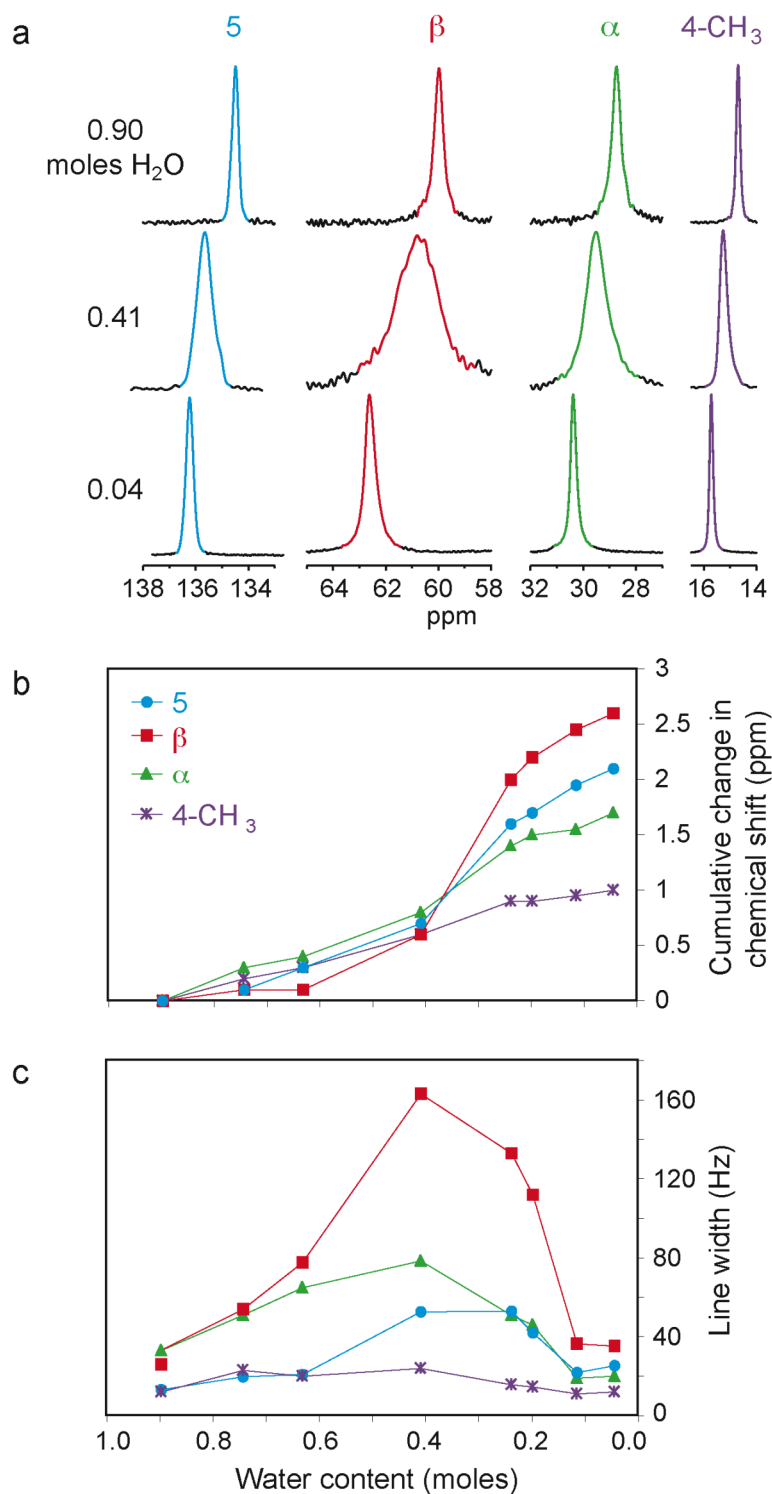 a
5 β α 4-CH3
0.90
moles H2O
0.41
0.04
138 136 134 64 62 60 58 32 30 28 16 14
ppm
b
5
β
α
4-CH3
3
2.5
2
1.5
1
0.5
0
Cumulative change in
chemical shift (ppm)
c
160
120
80
40
0
Line width (Hz)
1.0 0.8 0.6 0.4 0.2 0.0
Water content (moles)